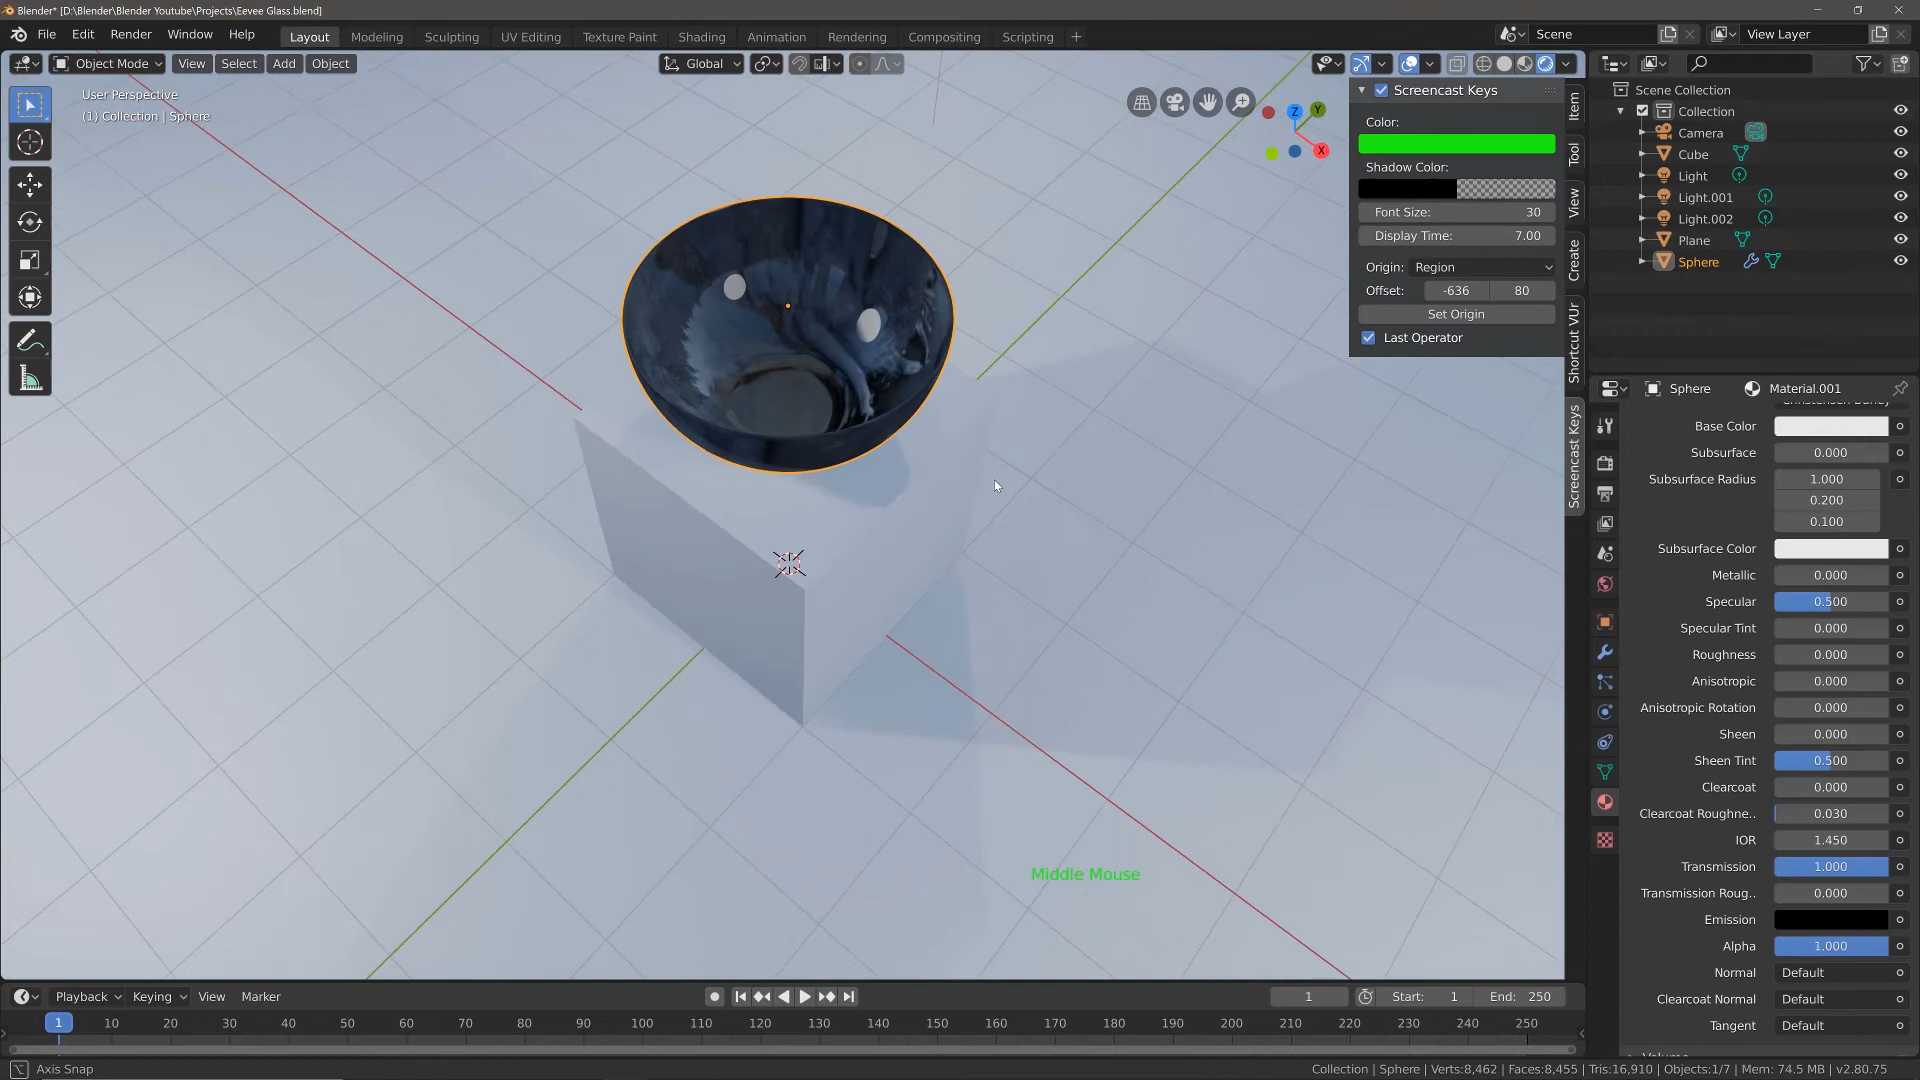 Blender* [D:\Blender\Blender Youtube\Projects\Eevee Glass.blend]
File Edit Render Window Help
Layout Modeling Sculpting UV Editing Texture Paint Shading Animation Rendering Compositing Scripting +
Scene
View Layer
Object Mode View Select Add Object
Global
User Perspective
(1) Collection | Sphere
Z Y
X
Screencast Keys
Color:
Shadow Color:
Font Size: 30
Display Time: 7.00
Origin: Region
Offset: -636 80
Set Origin
Last Operator
Item
Tool
View
Create
Shortcut VUr
Screencast Keys
Scene Collection
Collection
Camera
Cube
Light
Light.001
Light.002
Plane
Sphere
Sphere Material.001
Base Color
Subsurface 0.000
Subsurface Radius 1.000
0.200
0.100
Subsurface Color
Metallic 0.000
Specular 0.500
Specular Tint 0.000
Roughness 0.000
Anisotropic 0.000
Anisotropic Rotation 0.000
Sheen 0.000
Sheen Tint 0.500
Clearcoat 0.000
Clearcoat Roughne.. 0.030
IOR 1.450
Transmission 1.000
Transmission Roug.. 0.000
Emission
Alpha 1.000
Normal Default
Clearcoat Normal Default
Tangent Default
Middle Mouse
Playback Keying View Marker
1 Start: 1 End: 250
1 10 20 30 40 50 60 70 80 90 100 110 120 130 140 150 160 170 180 190 200 210 220 230 240 250
Axis Snap
Collection | Sphere | Verts:8,462 | Faces:8,455 | Tris:16,910 | Objects:1/7 | Mem: 74.5 MB | v2.80.75